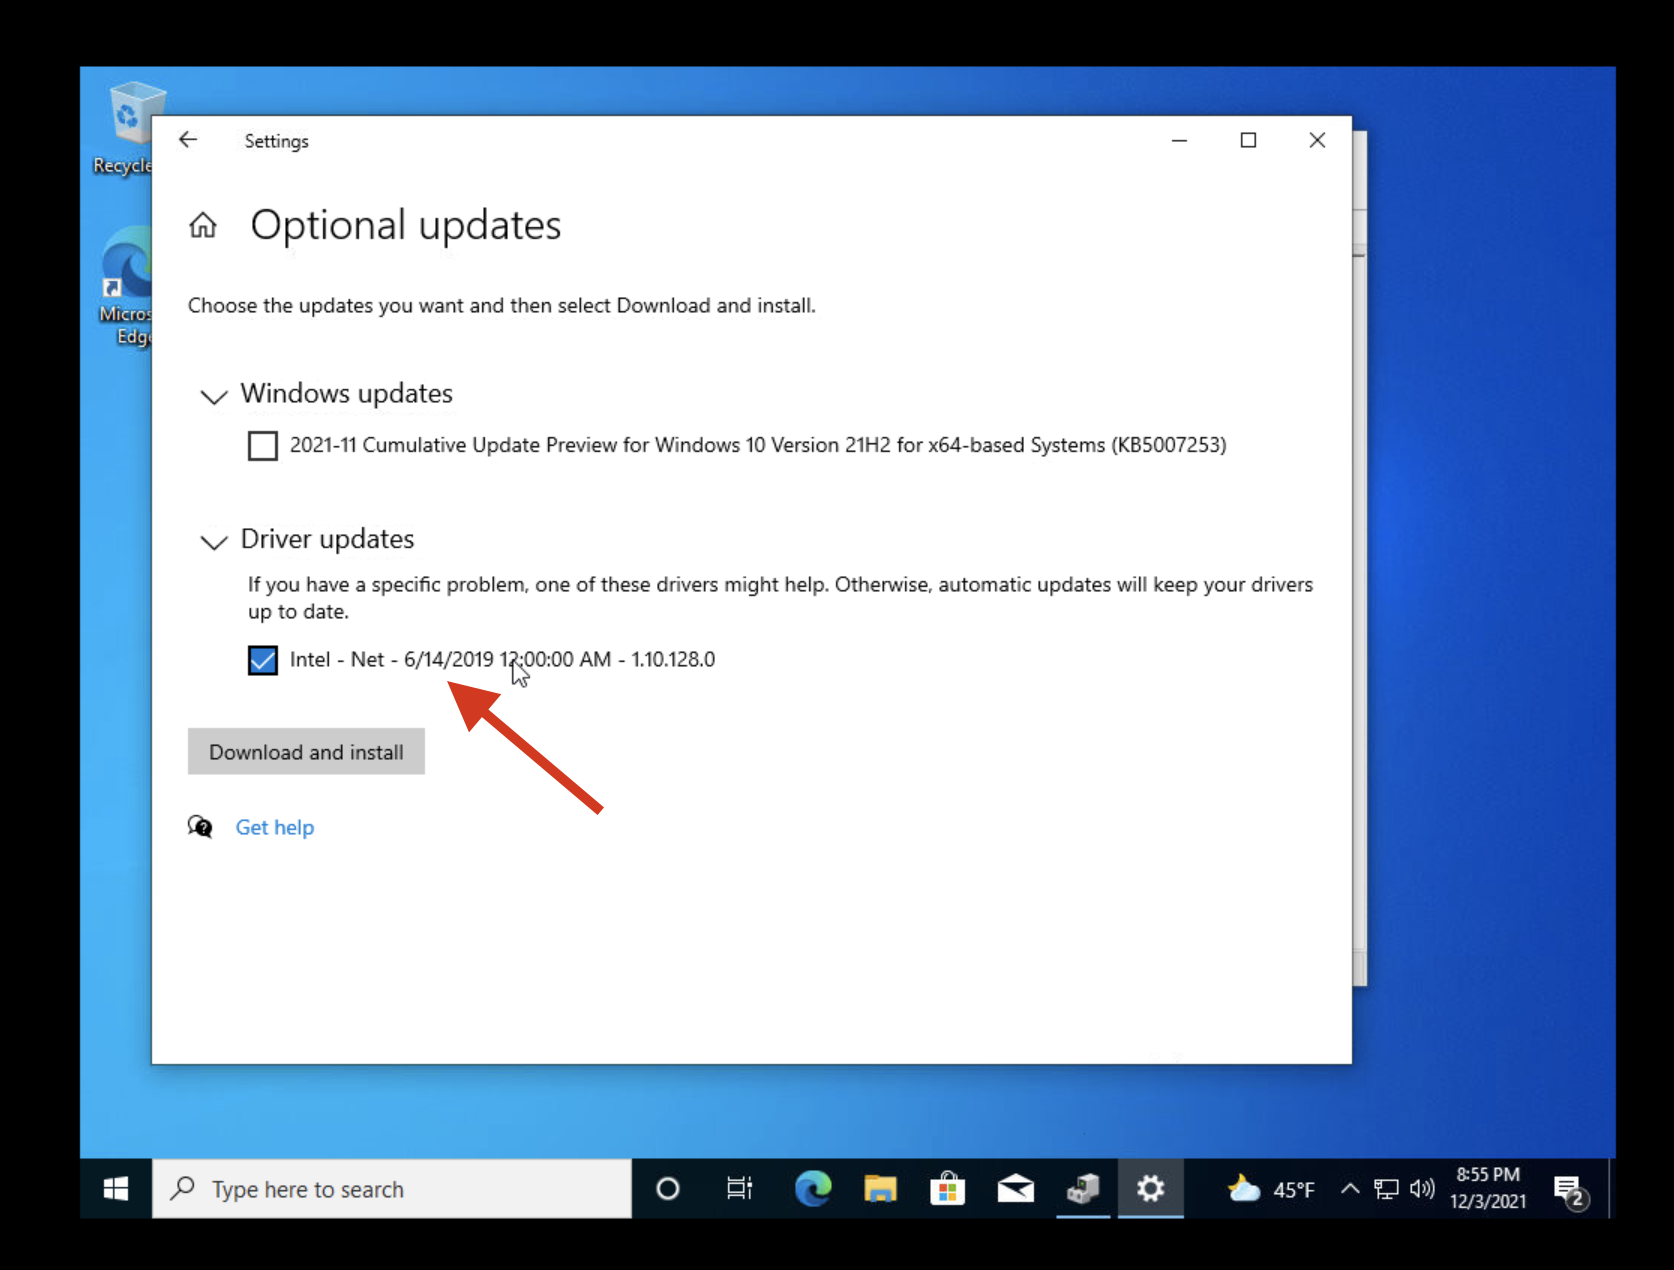 Recycle
Micros
Edg
Settings
Optional updates
Choose the updates you want and then select Download and install.
Windows updates
2021-11 Cumulative Update Preview for Windows 10 Version 21H2 for x64-based Systems (KB5007253)
Driver updates
If you have a specific problem, one of these drivers might help. Otherwise, automatic updates will keep your drivers
up to date.
Intel - Net - 6/14/2019 12:00:00 AM - 1.10.128.0
Download and install
Get help
Type here to search
45°F
8:55 PM
12/3/2021
2